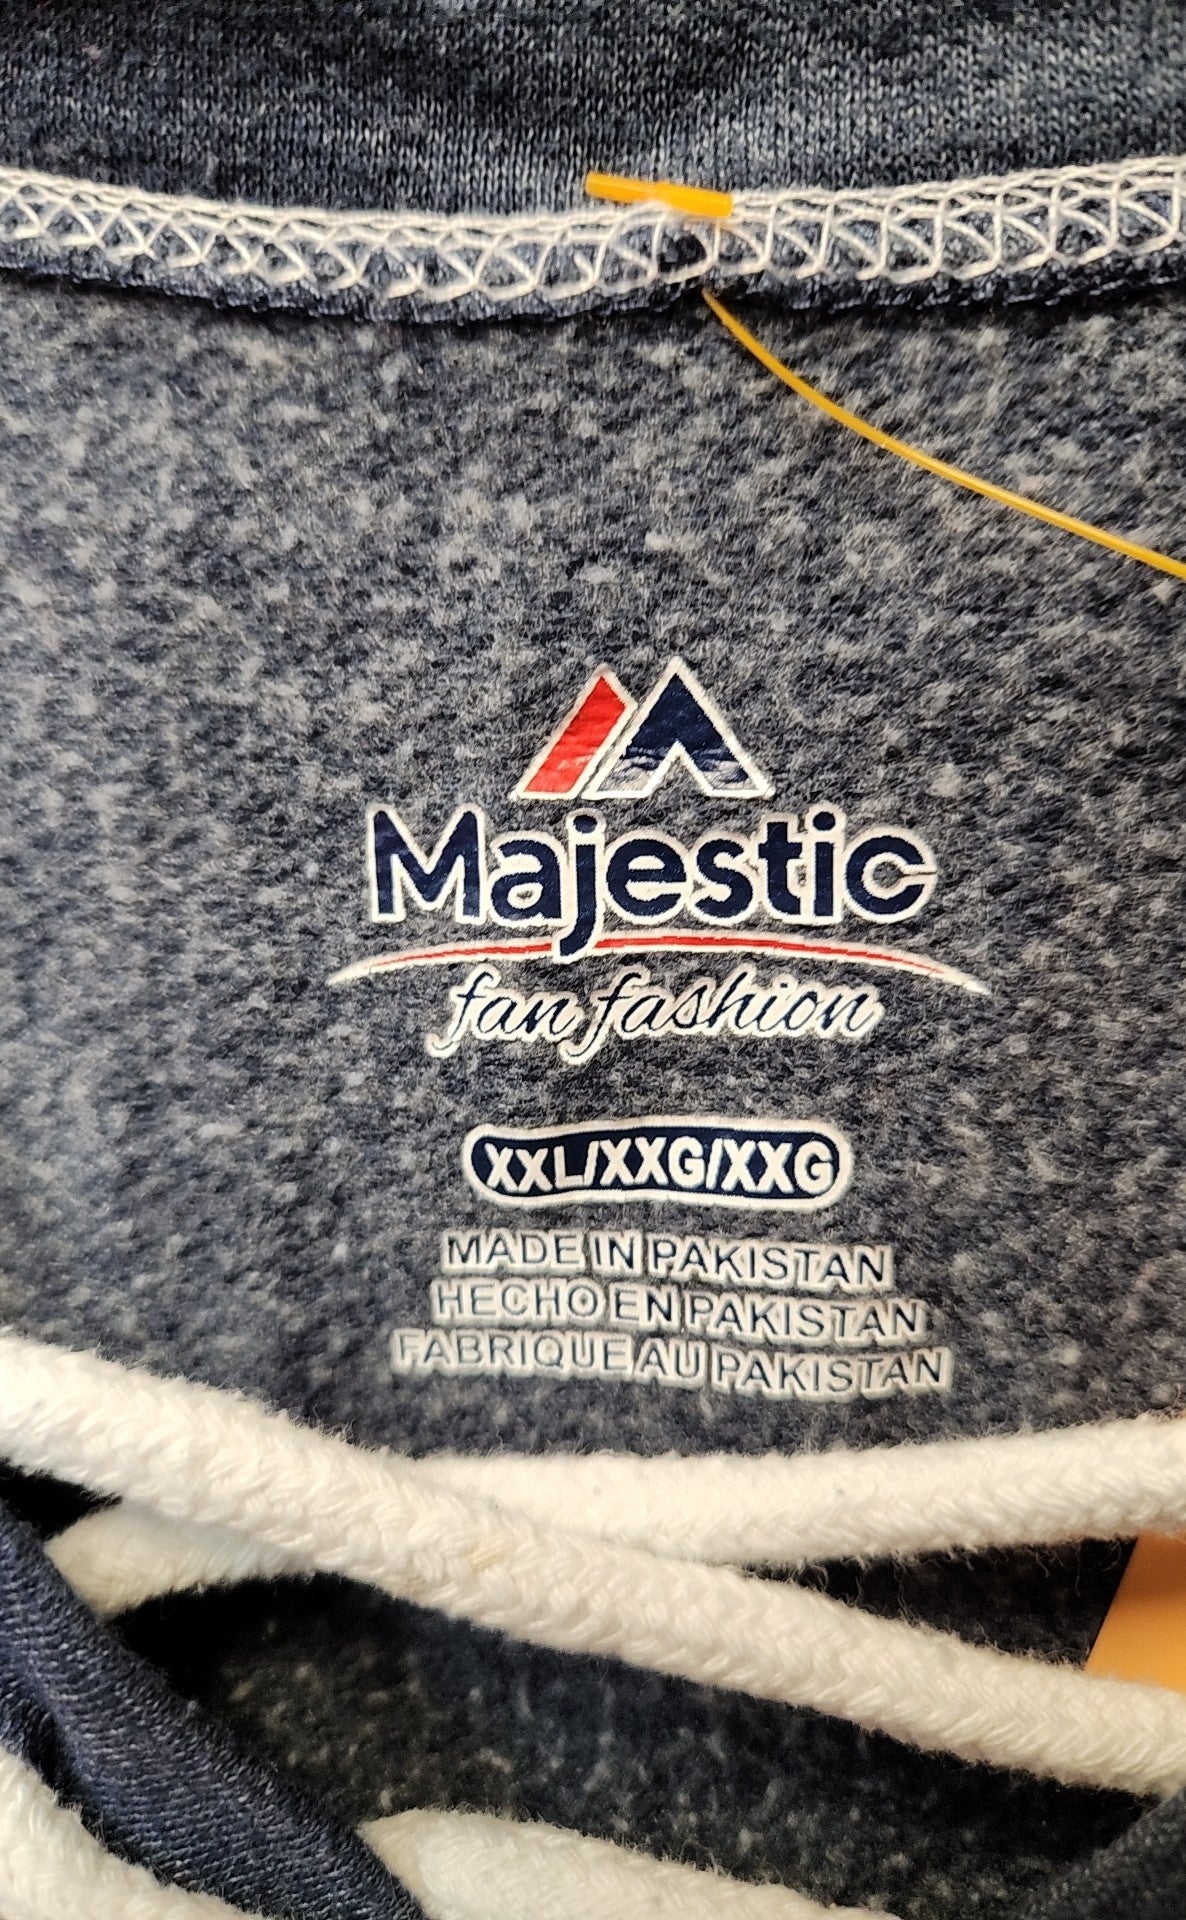 Majestic
fan fashion
XXL/XXG/XXG
MADE IN PAKISTAN
HECHO EN PAKISTAN
FABRIQUE AU PAKISTAN